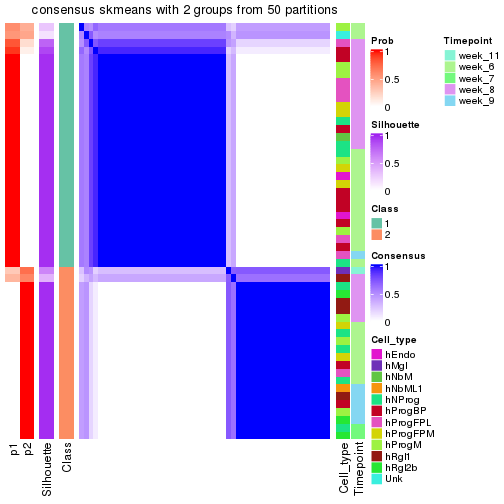 consensus skmeans with 2 groups from 50 partitions
Prob
1
0.5
0
Silhouette
1
0.5
0
Class
1
2
Consensus
1
0.5
0
Cell_type
hEndo
hMgl
hNbM
hNbML1
hNProg
hProgBP
hProgFPL
hProgFPM
hProgM
hRgl1
hRgl2b
Unk
Timepoint
week_11
week_6
week_7
week_8
week_9
p1
p2
Silhouette
Class
Cell_type
Timepoint